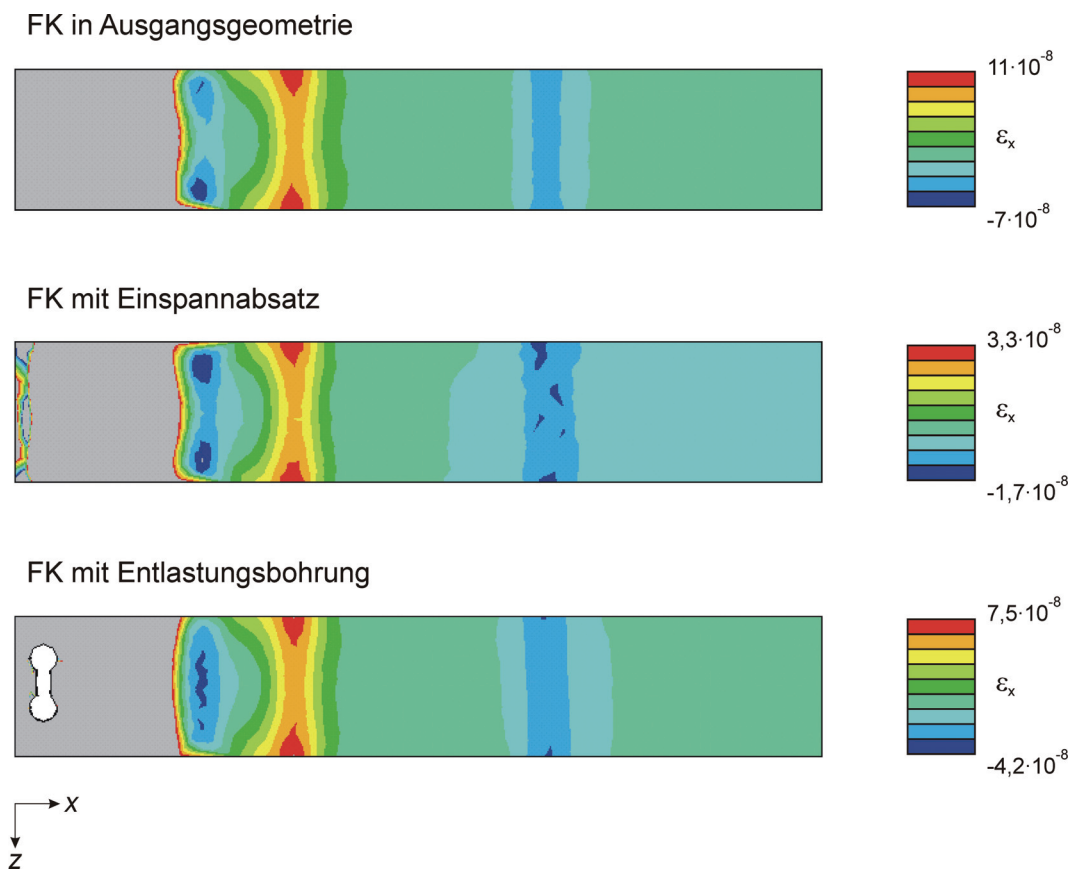 FK in Ausgangsgeometrie
11·10⁻⁸
εₓ
-7·10⁻⁸
FK mit Einspannabsatz
3,3·10⁻⁸
εₓ
-1,7·10⁻⁸
FK mit Entlastungsbohrung
7,5·10⁻⁸
εₓ
-4,2·10⁻⁸
x
z